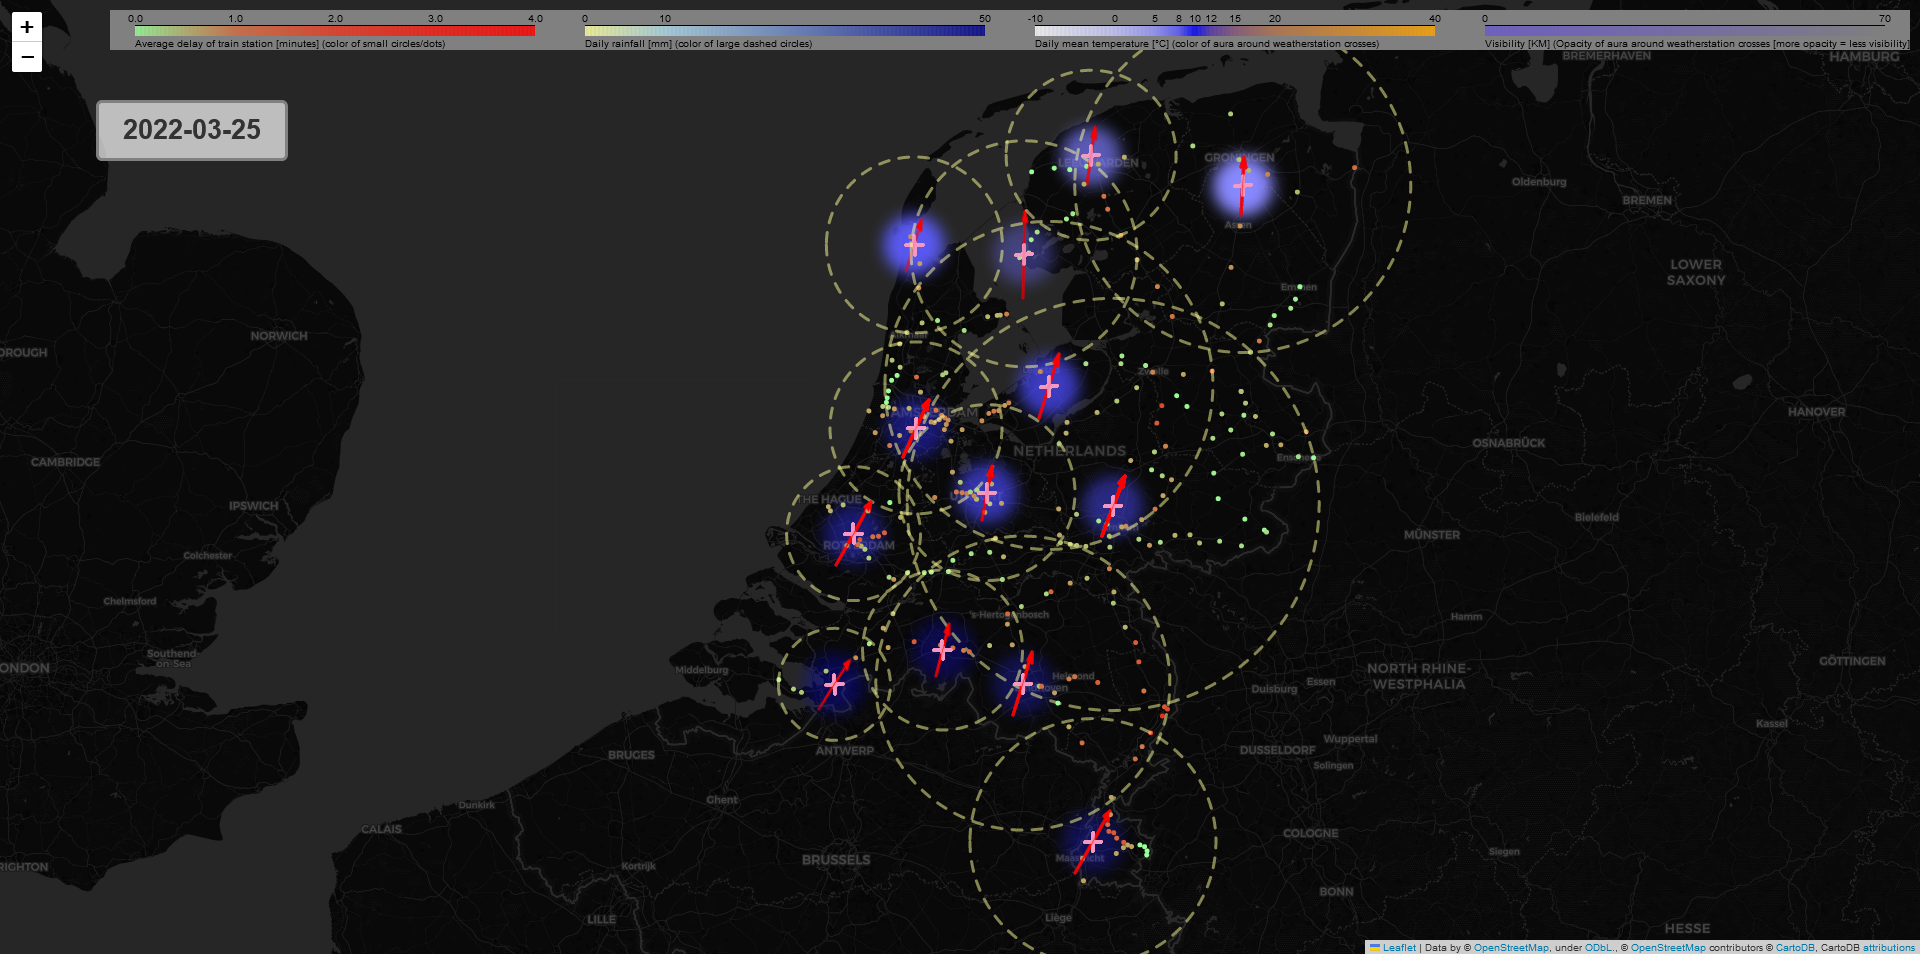 +
−
0.0 1.0 2.0 3.0 4.0
Average delay of train station [minutes] (color of small circles/dots)
0 10 50
Daily rainfall [mm] (color of large dashed circles)
-10 0 5 8 10 12 15 20 40
Daily mean temperature [°C] (color of aura around weatherstation crosses)
0 70
Visibility [KM] (Opacity of aura around weatherstation crosses [more opacity = less visibility]
2022-03-25
BREMERHAVEN
HAMBURG
GRONINGEN
Oldenburg
BREMEN
Assen
LOWER
SAXONY
Emmen
NORWICH
Zwolle
HANOVER
AMSTERDAM
OSNABRÜCK
NETHERLANDS
CAMBRIDGE
THE HAGUE
IPSWICH
Bielefeld
MÜNSTER
ROTTERDAM
Colchester
Chelmsford
's-Hertogenbosch
Hamm
Southend-
on-Sea
Middelburg
NORTH RHINE-
WESTPHALIA
GÖTTINGEN
Helmond
Duisburg
Essen
Kassel
BRUGES
ANTWERP
DUSSELDORF
Wuppertal
Solingen
Ghent
Dunkirk
CALAIS
COLOGNE
Siegen
BRUSSELS
Maastricht
Kortrijk
BONN
LILLE
Liège
HESSE
Leaflet | Data by © OpenStreetMap, under ODbL., © OpenStreetMap contributors © CartoDB, CartoDB attributions